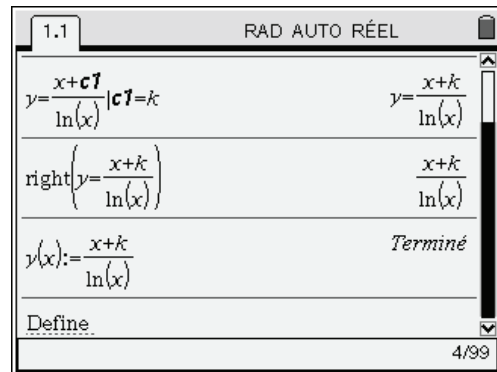 1.1 RAD AUTO RÉEL
y=x+c1/ln(x)|c1=k y=x+k/ln(x)
right(y=x+k/ln(x)) x+k/ln(x)
y(x):=x+k/ln(x) Terminé
Define
4/99